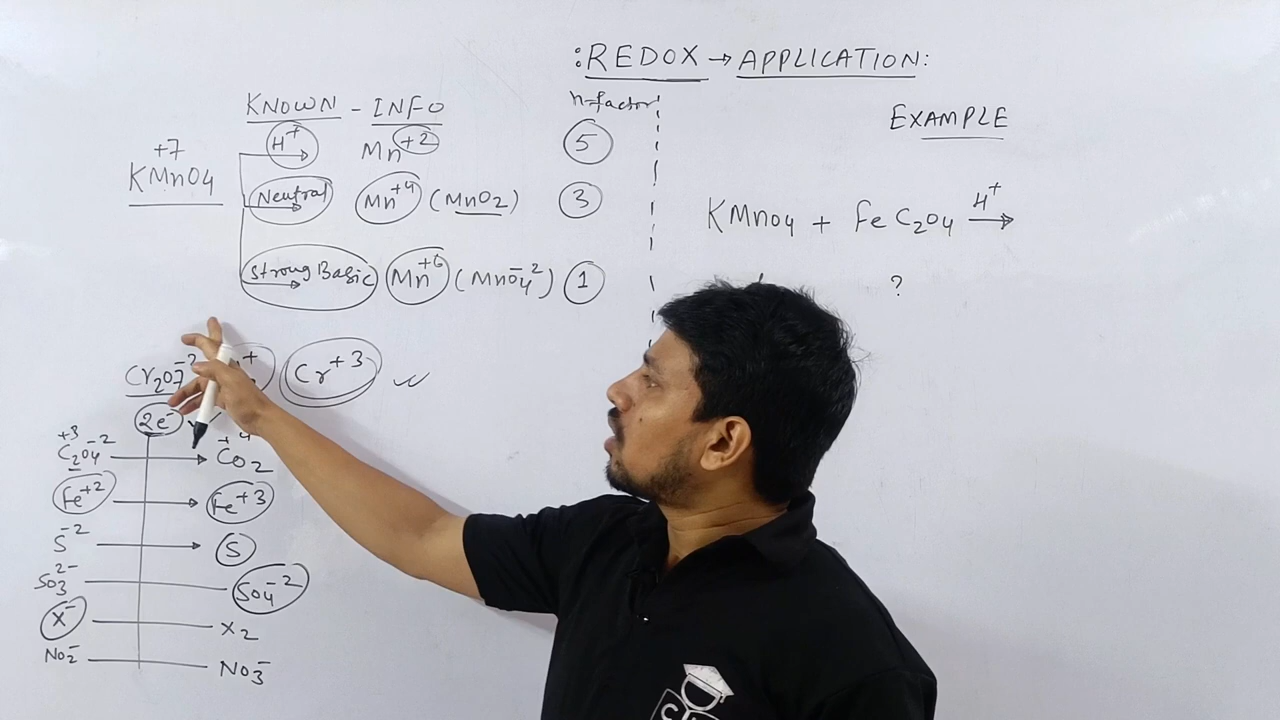 :REDOX → APPLICATION:
KNOWN - INFO
n-factor
EXAMPLE
+7
KMnO4
H+ Mn+2 5
Neutral Mn+4 (MnO2) 3
Strong Basic Mn+6 (MnO4-2) 1
KMnO4 + FeC2O4 H+ →
?
Cr2O7-2 Cr+3
2e-
+3 C2O4-2 → +4 CO2
Fe+2 → Fe+3
S-2 → S
SO3 2- SO4-2
X- X2
NO2- NO3-